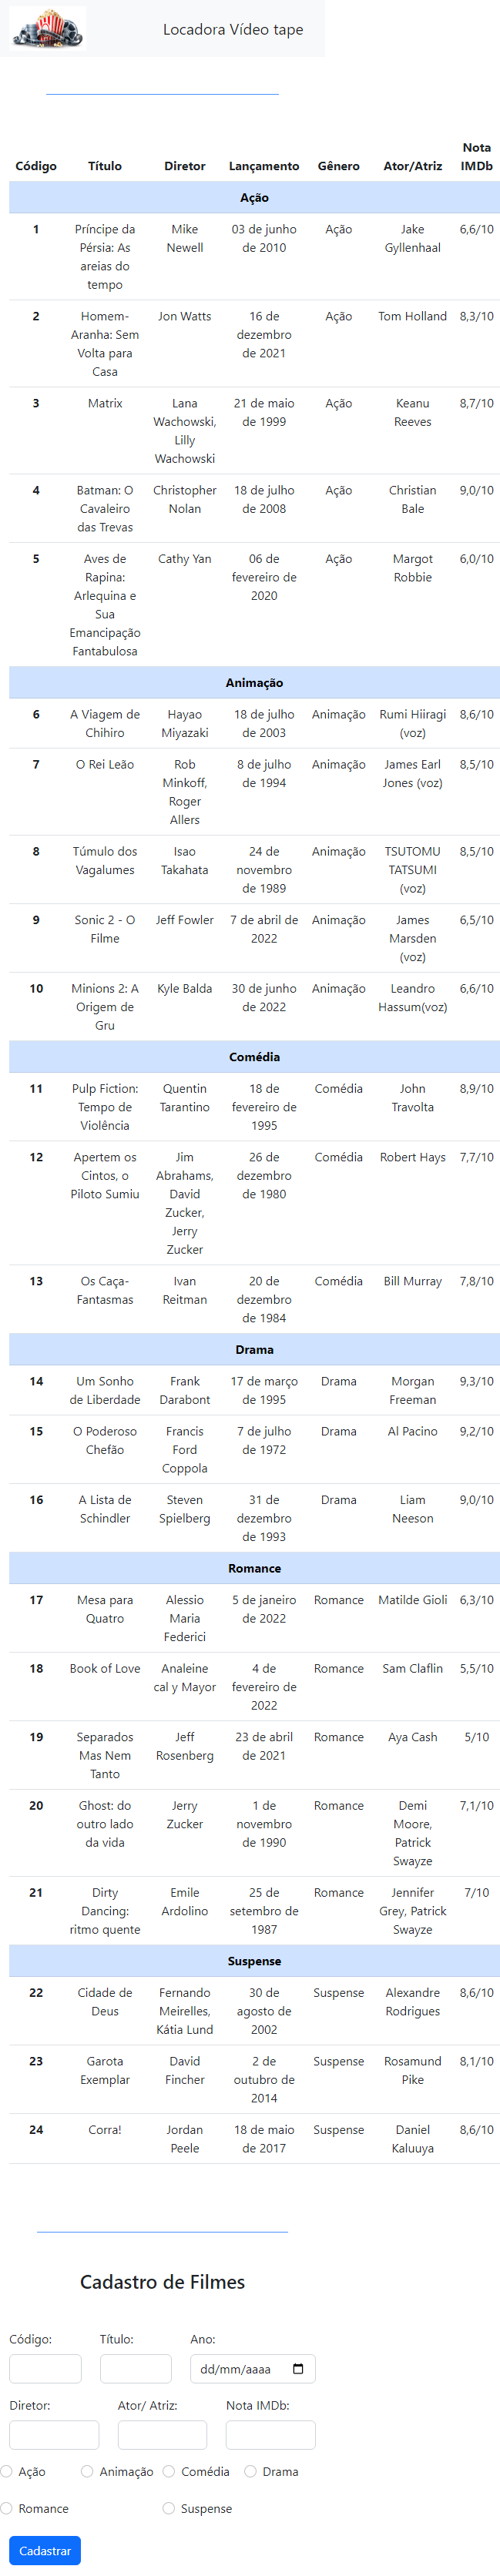 Locadora Vídeo tape
Código Título Diretor Lançamento Gênero Ator/Atriz Nota IMDb
Ação
1 Príncipe da Pérsia: As areias do tempo Mike Newell 03 de junho de 2010 Ação Jake Gyllenhaal 6,6/10
2 Homem-Aranha: Sem Volta para Casa Jon Watts 16 de dezembro de 2021 Ação Tom Holland 8,3/10
3 Matrix Lana Wachowski, Lilly Wachowski 21 de maio de 1999 Ação Keanu Reeves 8,7/10
4 Batman: O Cavaleiro das Trevas Christopher Nolan 18 de julho de 2008 Ação Christian Bale 9,0/10
5 Aves de Rapina: Arlequina e Sua Emancipação Fantabulosa Cathy Yan 06 de fevereiro de 2020 Ação Margot Robbie 6,0/10
Animação
6 A Viagem de Chihiro Hayao Miyazaki 18 de julho de 2003 Animação Rumi Hiiragi (voz) 8,6/10
7 O Rei Leão Rob Minkoff, Roger Allers 8 de julho de 1994 Animação James Earl Jones (voz) 8,5/10
8 Túmulo dos Vagalumes Isao Takahata 24 de novembro de 1989 Animação TSUTOMU TATSUMI (voz) 8,5/10
9 Sonic 2 - O Filme Jeff Fowler 7 de abril de 2022 Animação James Marsden (voz) 6,5/10
10 Minions 2: A Origem de Gru Kyle Balda 30 de junho de 2022 Animação Leandro Hassum(voz) 6,6/10
Comédia
11 Pulp Fiction: Tempo de Violência Quentin Tarantino 18 de fevereiro de 1995 Comédia John Travolta 8,9/10
12 Apertem os Cintos, o Piloto Sumiu Jim Abrahams, David Zucker, Jerry Zucker 26 de dezembro de 1980 Comédia Robert Hays 7,7/10
13 Os Caça-Fantasmas Ivan Reitman 20 de dezembro de 1984 Comédia Bill Murray 7,8/10
Drama
14 Um Sonho de Liberdade Frank Darabont 17 de março de 1995 Drama Morgan Freeman 9,3/10
15 O Poderoso Chefão Francis Ford Coppola 7 de julho de 1972 Drama Al Pacino 9,2/10
16 A Lista de Schindler Steven Spielberg 31 de dezembro de 1993 Drama Liam Neeson 9,0/10
Romance
17 Mesa para Quatro Alessio Maria Federici 5 de janeiro de 2022 Romance Matilde Gioli 6,3/10
18 Book of Love Analeine cal y Mayor 4 de fevereiro de 2022 Romance Sam Claflin 5,5/10
19 Separados Mas Nem Tanto Jeff Rosenberg 23 de abril de 2021 Romance Aya Cash 5/10
20 Ghost: do outro lado da vida Jerry Zucker 1 de novembro de 1990 Romance Demi Moore, Patrick Swayze 7,1/10
21 Dirty Dancing: ritmo quente Emile Ardolino 25 de setembro de 1987 Romance Jennifer Grey, Patrick Swayze 7/10
Suspense
22 Cidade de Deus Fernando Meirelles, Kátia Lund 30 de agosto de 2002 Suspense Alexandre Rodrigues 8,6/10
23 Garota Exemplar David Fincher 2 de outubro de 2014 Suspense Rosamund Pike 8,1/10
24 Corra! Jordan Peele 18 de maio de 2017 Suspense Daniel Kaluuya 8,6/10
Cadastro de Filmes
Código: Título: Ano:
dd/mm/aaaa
Diretor: Ator/ Atriz: Nota IMDb:
Ação Animação Comédia Drama
Romance Suspense
Cadastrar